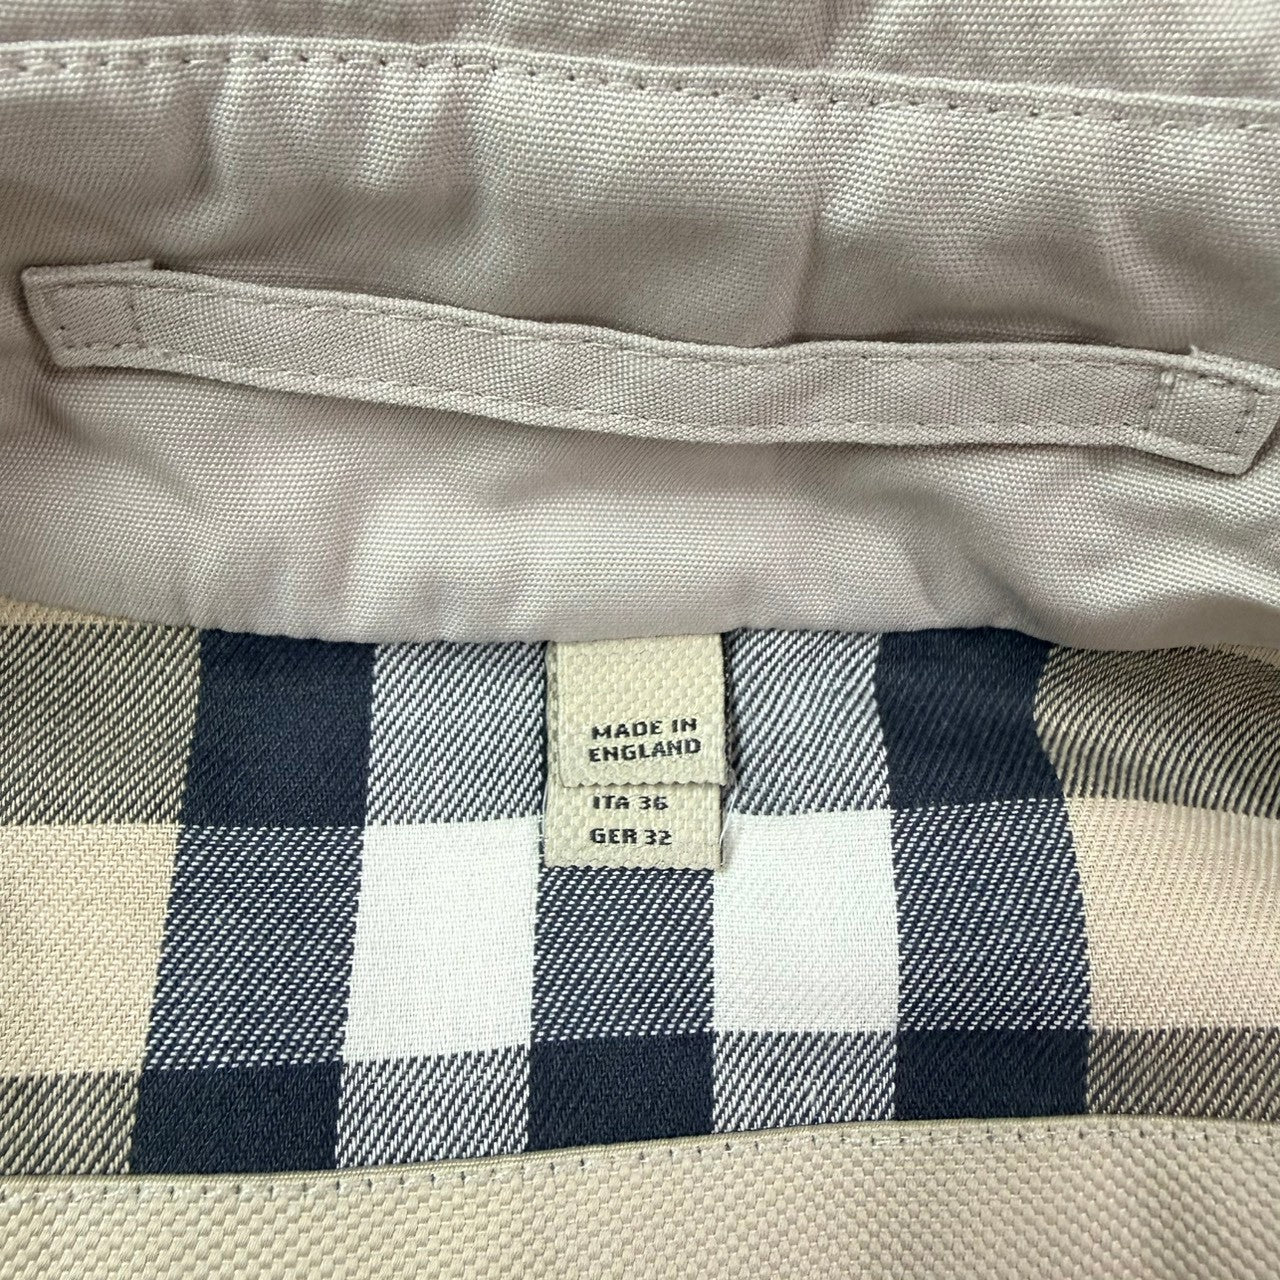 MADE IN
ENGLAND
ITA 36
GER 32